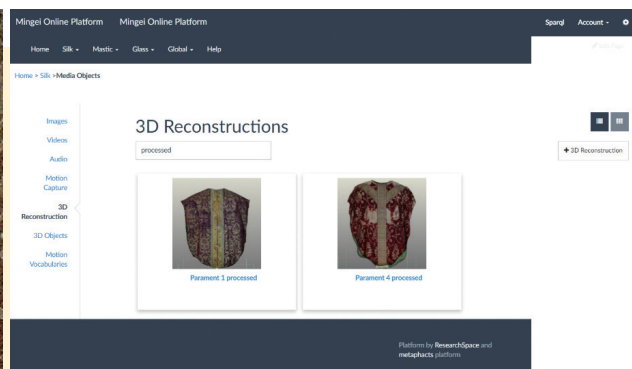 Mingei Online Platform Mingei Online Platform Sparql Account
Home Silk Mastic Glass Global Help
Home > Silk >Media Objects
Images
Videos
Audio
Motion
Capture
3D
Reconstruction
3D Objects
Motion
Vocabularies
3D Reconstructions
processed
+ 3D Reconstruction
Parament 1 processed
Parament 4 processed
Platform by ResearchSpace and
metaphacts platform